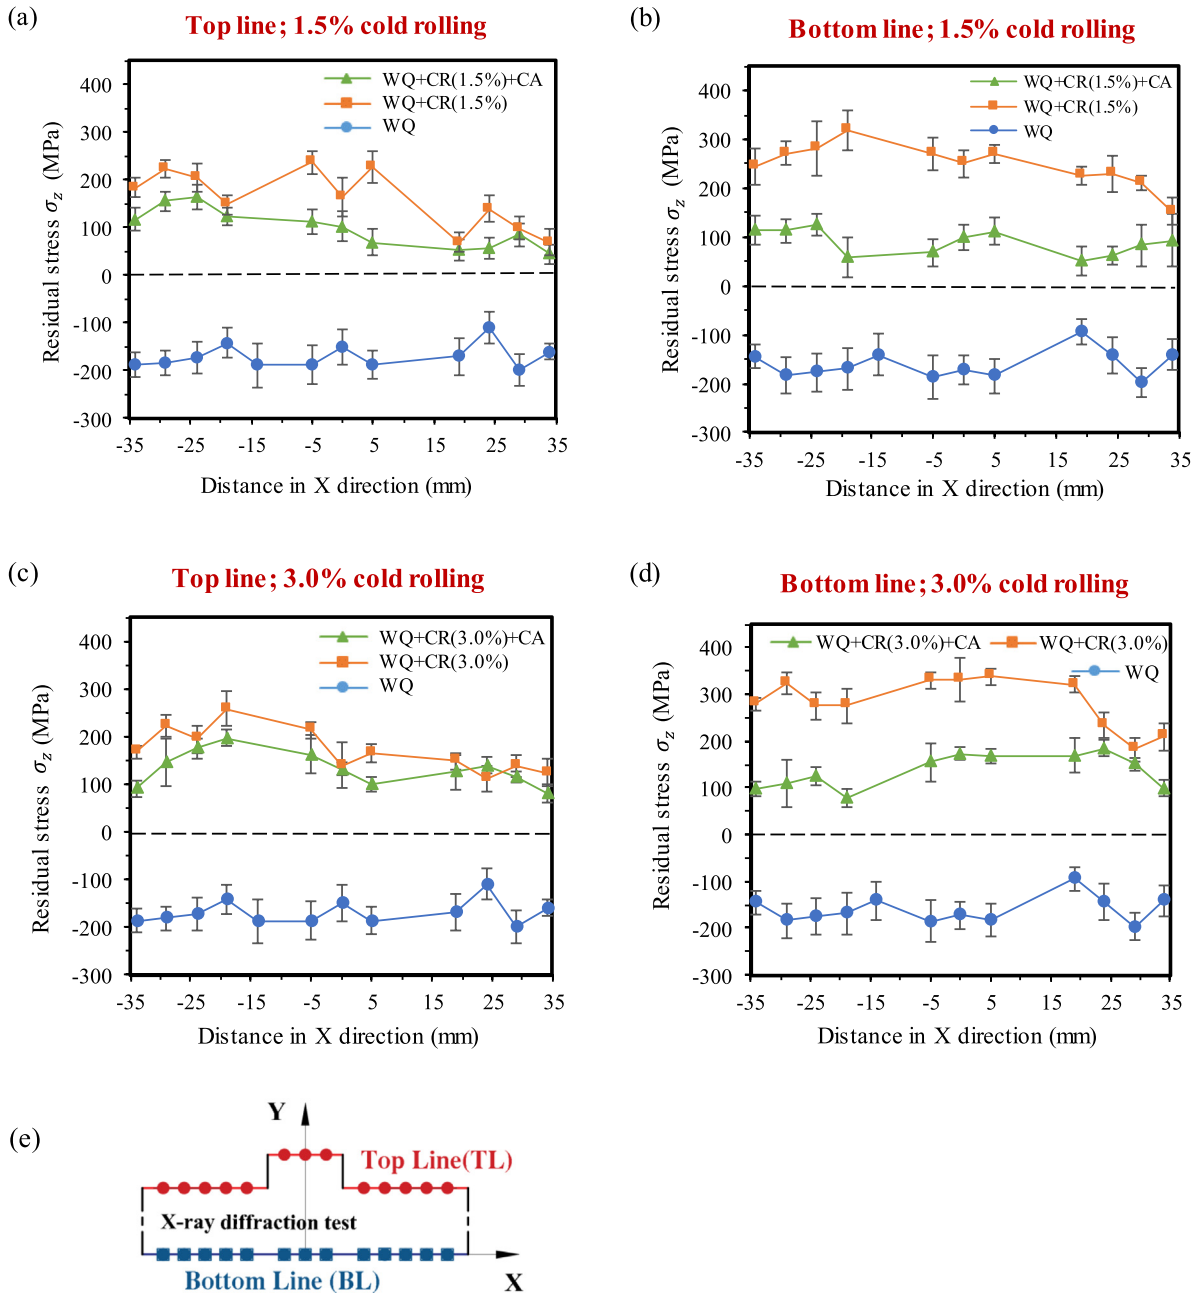 (a)
Top line; 1.5% cold rolling
WQ+CR(1.5%)+CA
WQ+CR(1.5%)
WQ
Residual stress σz (MPa)
400
300
200
100
0
-100
-200
-300
-35 -25 -15 -5 5 15 25 35
Distance in X direction (mm)
(b)
Bottom line; 1.5% cold rolling
WQ+CR(1.5%)+CA
WQ+CR(1.5%)
WQ
Residual stress σz (MPa)
400
300
200
100
0
-100
-200
-300
-35 -25 -15 -5 5 15 25 35
Distance in X direction (mm)
(c)
Top line; 3.0% cold rolling
WQ+CR(3.0%)+CA
WQ+CR(3.0%)
WQ
Residual stress σz (MPa)
400
300
200
100
0
-100
-200
-300
-35 -25 -15 -5 5 15 25 35
Distance in X direction (mm)
(d)
Bottom line; 3.0% cold rolling
WQ+CR(3.0%)+CA WQ+CR(3.0%)
WQ
Residual stress σz (MPa)
400
300
200
100
0
-100
-200
-300
-35 -25 -15 -5 5 15 25 35
Distance in X direction (mm)
(e)
Y
Top Line(TL)
X-ray diffraction test
Bottom Line (BL)
X